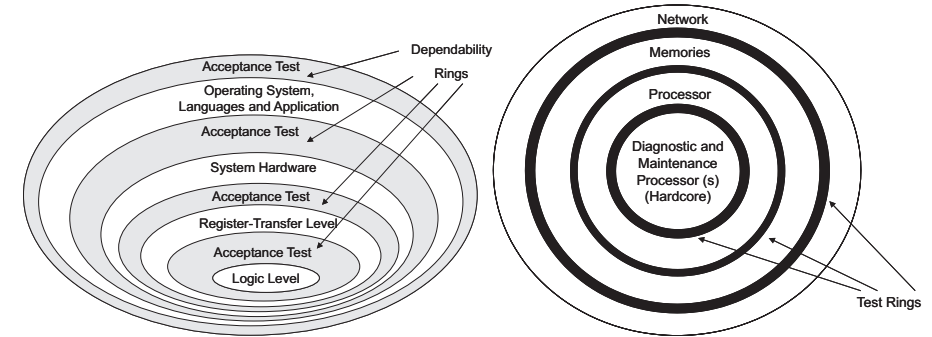 Dependability
Rings
Acceptance Test
Operating System,
Languages and Application
Acceptance Test
System Hardware
Acceptance Test
Register-Transfer Level
Acceptance Test
Logic Level
Network
Memories
Processor
Diagnostic and
Maintenance
Processor (s)
(Hardcore)
Test Rings